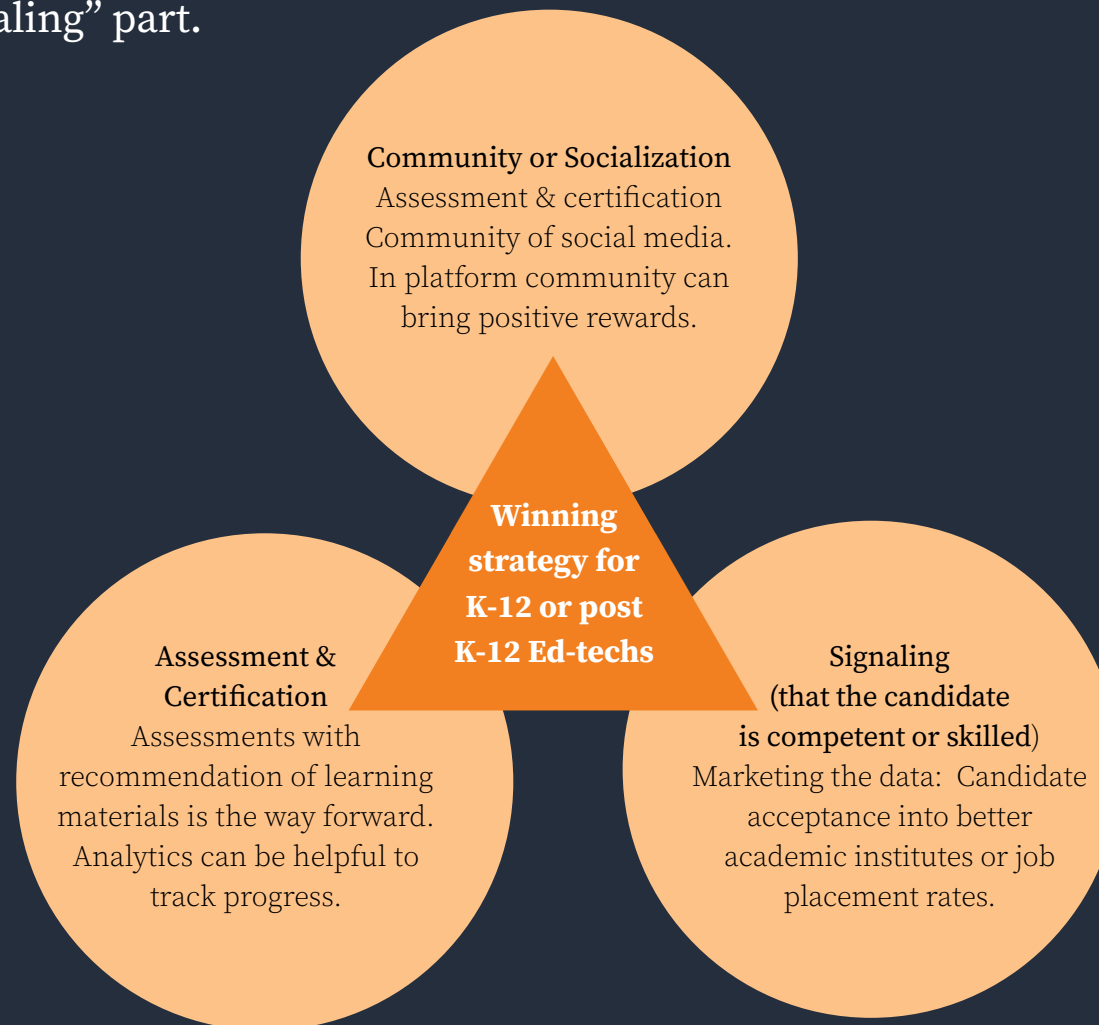 aling” part.
Community or Socialization
Assessment & certification
Community of social media.
In platform community can
bring positive rewards.
Winning
strategy for
K-12 or post
K-12 Ed-techs
Assessment &
Certification
Assessments with
recommendation of learning
materials is the way forward.
Analytics can be helpful to
track progress.
Signaling
(that the candidate
is competent or skilled)
Marketing the data:  Candidate
acceptance into better
academic institutes or job
placement rates.